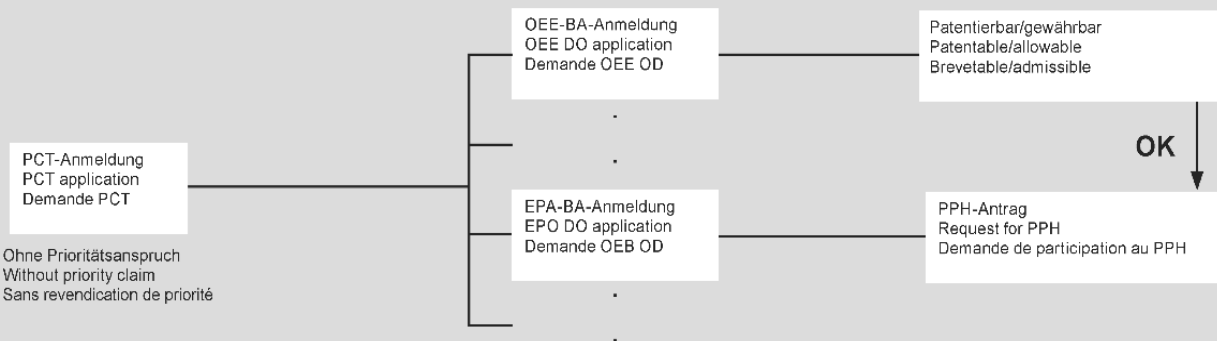 OEE-BA-Anmeldung
OEE DO application
Demande OEE OD
Patentierbar/gewährbar
Patentable/allowable
Brevetable/admissible
OK
PCT-Anmeldung
PCT application
Demande PCT
Ohne Prioritätsanspruch
Without priority claim
Sans revendication de priorité
EPA-BA-Anmeldung
EPO DO application
Demande OEB OD
PPH-Antrag
Request for PPH
Demande de participation au PPH